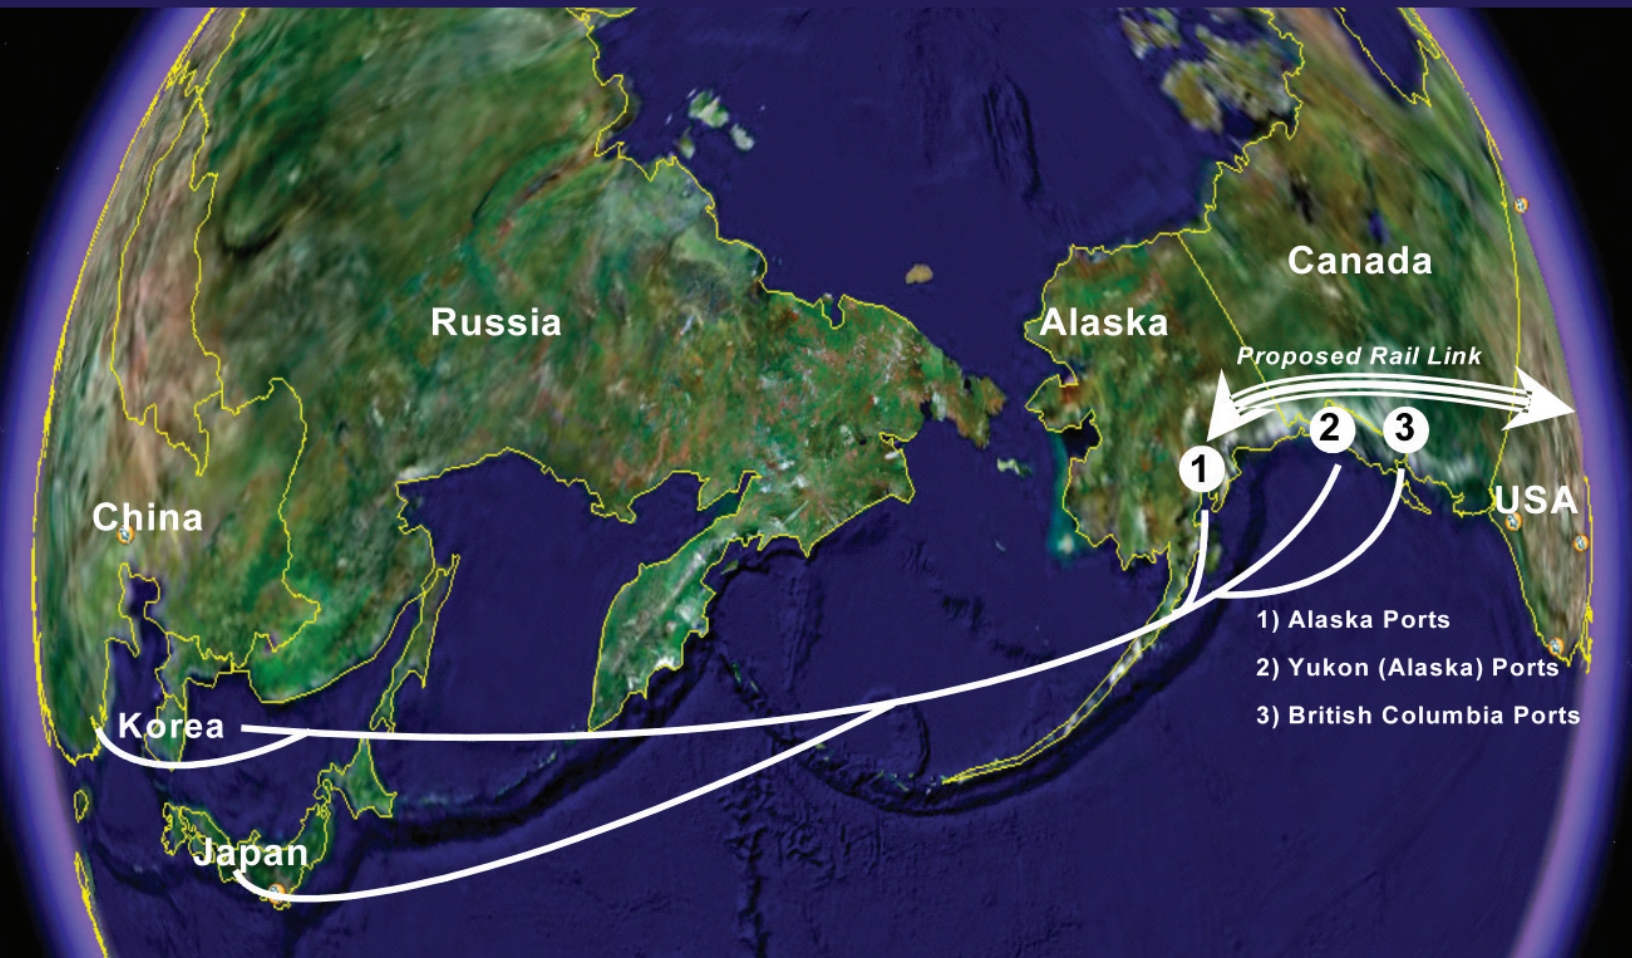 Canada
Russia
Alaska
Proposed Rail Link
2
3
1
USA
China
1) Alaska Ports
2) Yukon (Alaska) Ports
3) British Columbia Ports
Korea
Japan